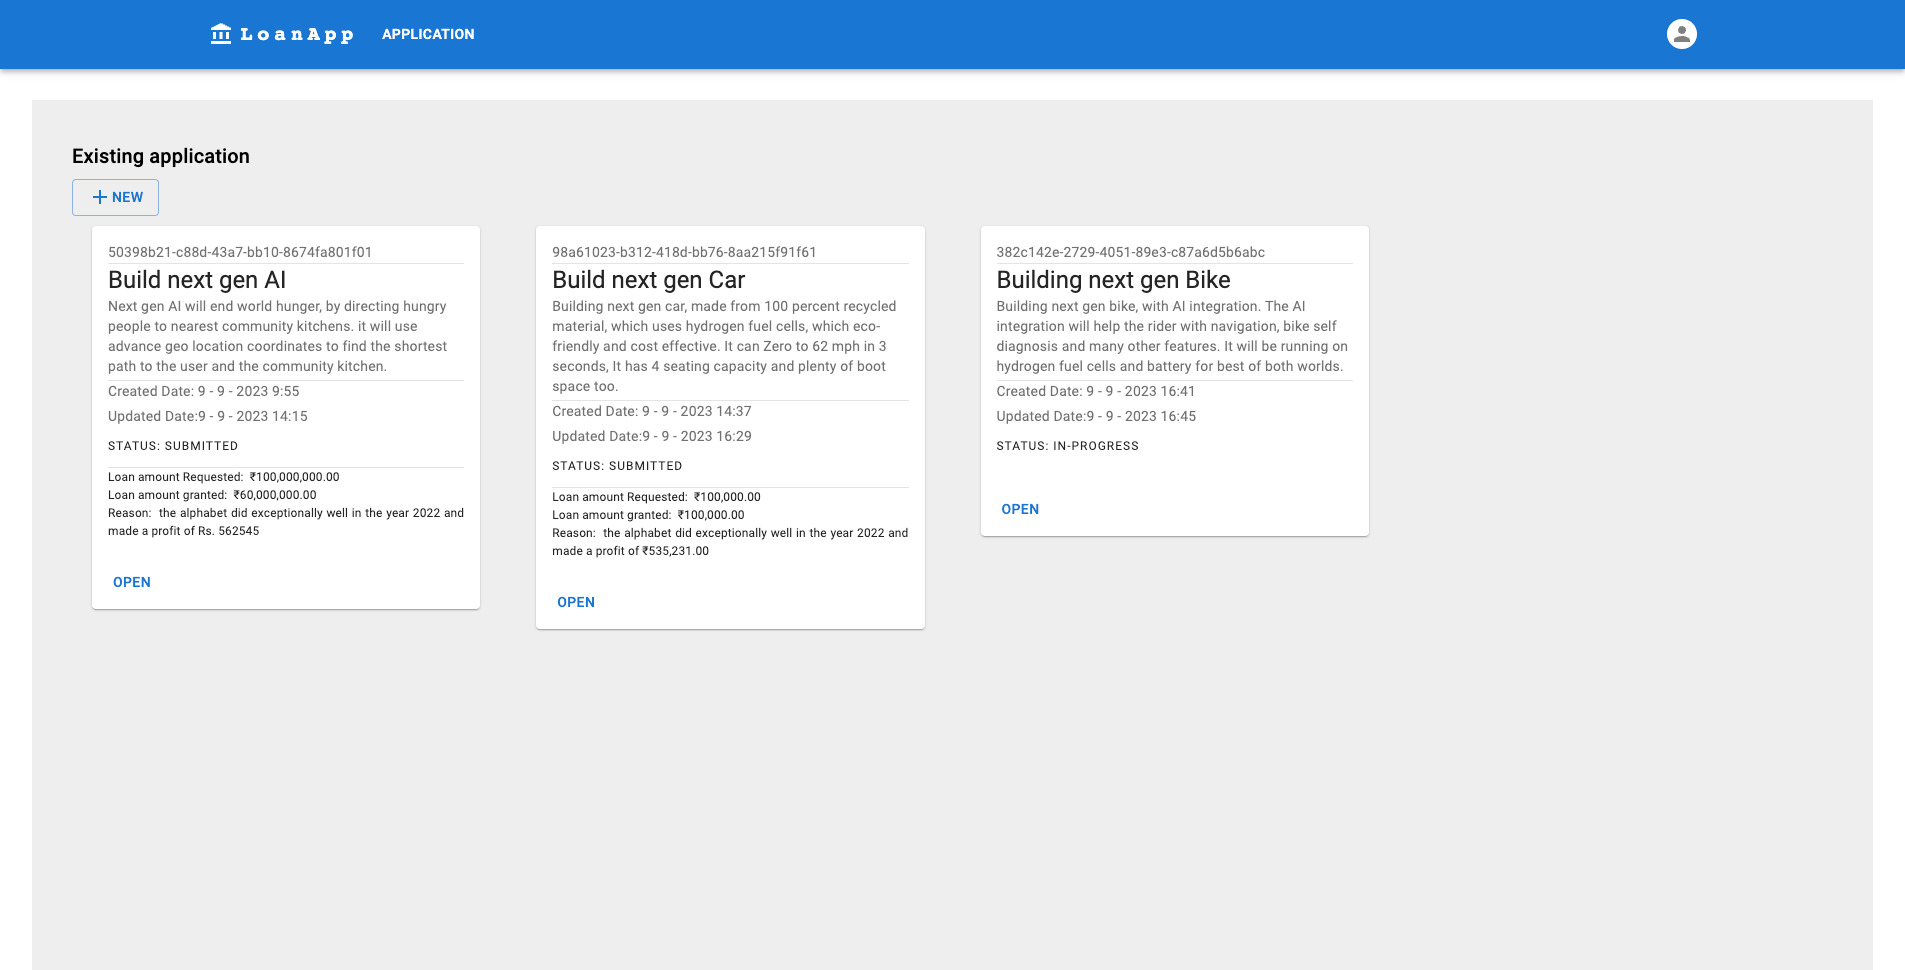 LoanApp APPLICATION
Existing application
NEW
50398b21-c88d-43a7-bb10-8674fa801f01
Build next gen AI
Next gen AI will end world hunger, by directing hungry
people to nearest community kitchens. it will use
advance geo location coordinates to find the shortest
path to the user and the community kitchen.
Created Date: 9 - 9 - 2023 9:55
Updated Date:9 - 9 - 2023 14:15
STATUS: SUBMITTED
Loan amount Requested: ₹100,000,000.00
Loan amount granted: ₹60,000,000.00
Reason: the alphabet did exceptionally well in the year 2022 and
made a profit of Rs. 562545
OPEN
98a61023-b312-418d-bb76-8aa215f91f61
Build next gen Car
Building next gen car, made from 100 percent recycled
material, which uses hydrogen fuel cells, which eco-
friendly and cost effective. It can Zero to 62 mph in 3
seconds, It has 4 seating capacity and plenty of boot
space too.
Created Date: 9 - 9 - 2023 14:37
Updated Date:9 - 9 - 2023 16:29
STATUS: SUBMITTED
Loan amount Requested: ₹100,000.00
Loan amount granted: ₹100,000.00
Reason: the alphabet did exceptionally well in the year 2022 and
made a profit of ₹535,231.00
OPEN
382c142e-2729-4051-89e3-c87a6d5b6abc
Building next gen Bike
Building next gen bike, with AI integration. The AI
integration will help the rider with navigation, bike self
diagnosis and many other features. It will be running on
hydrogen fuel cells and battery for best of both worlds.
Created Date: 9 - 9 - 2023 16:41
Updated Date:9 - 9 - 2023 16:45
STATUS: IN-PROGRESS
OPEN